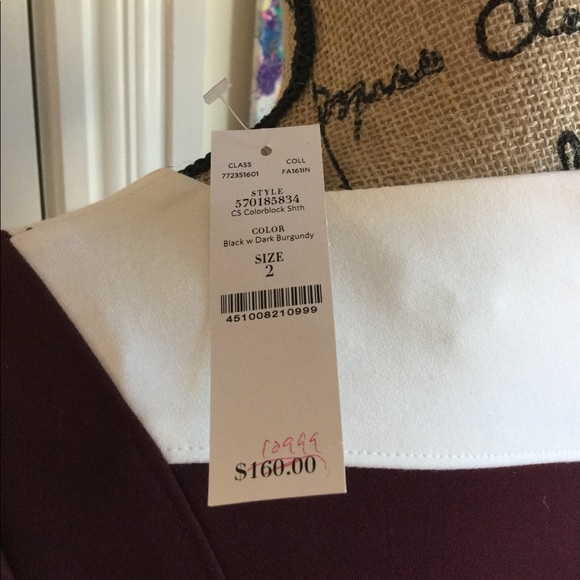 CLASS COLL
772351601 FA161IN
STYLE
570185834
CS Colorblock Shth
COLOR
Black w Dark Burgundy
SIZE
2
451008210999
$160.00